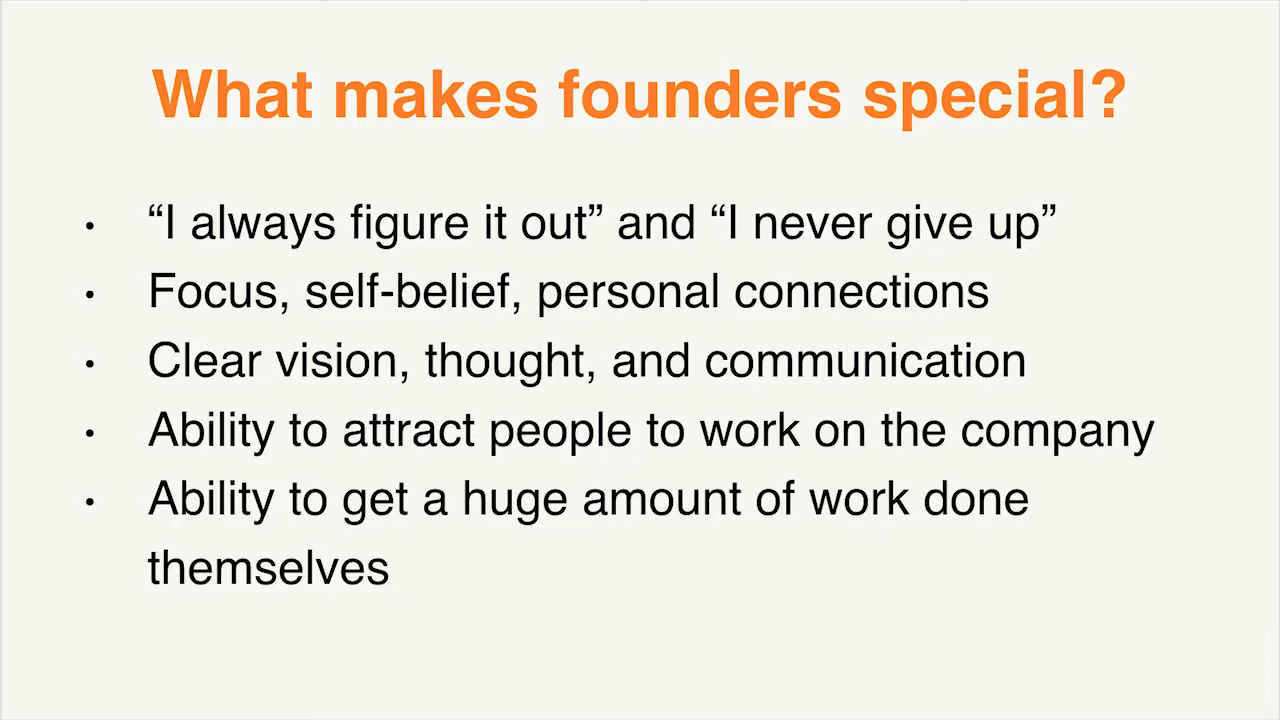 What makes founders special?
• “I always figure it out” and “I never give up”
• Focus, self-belief, personal connections
• Clear vision, thought, and communication
• Ability to attract people to work on the company
• Ability to get a huge amount of work done
themselves